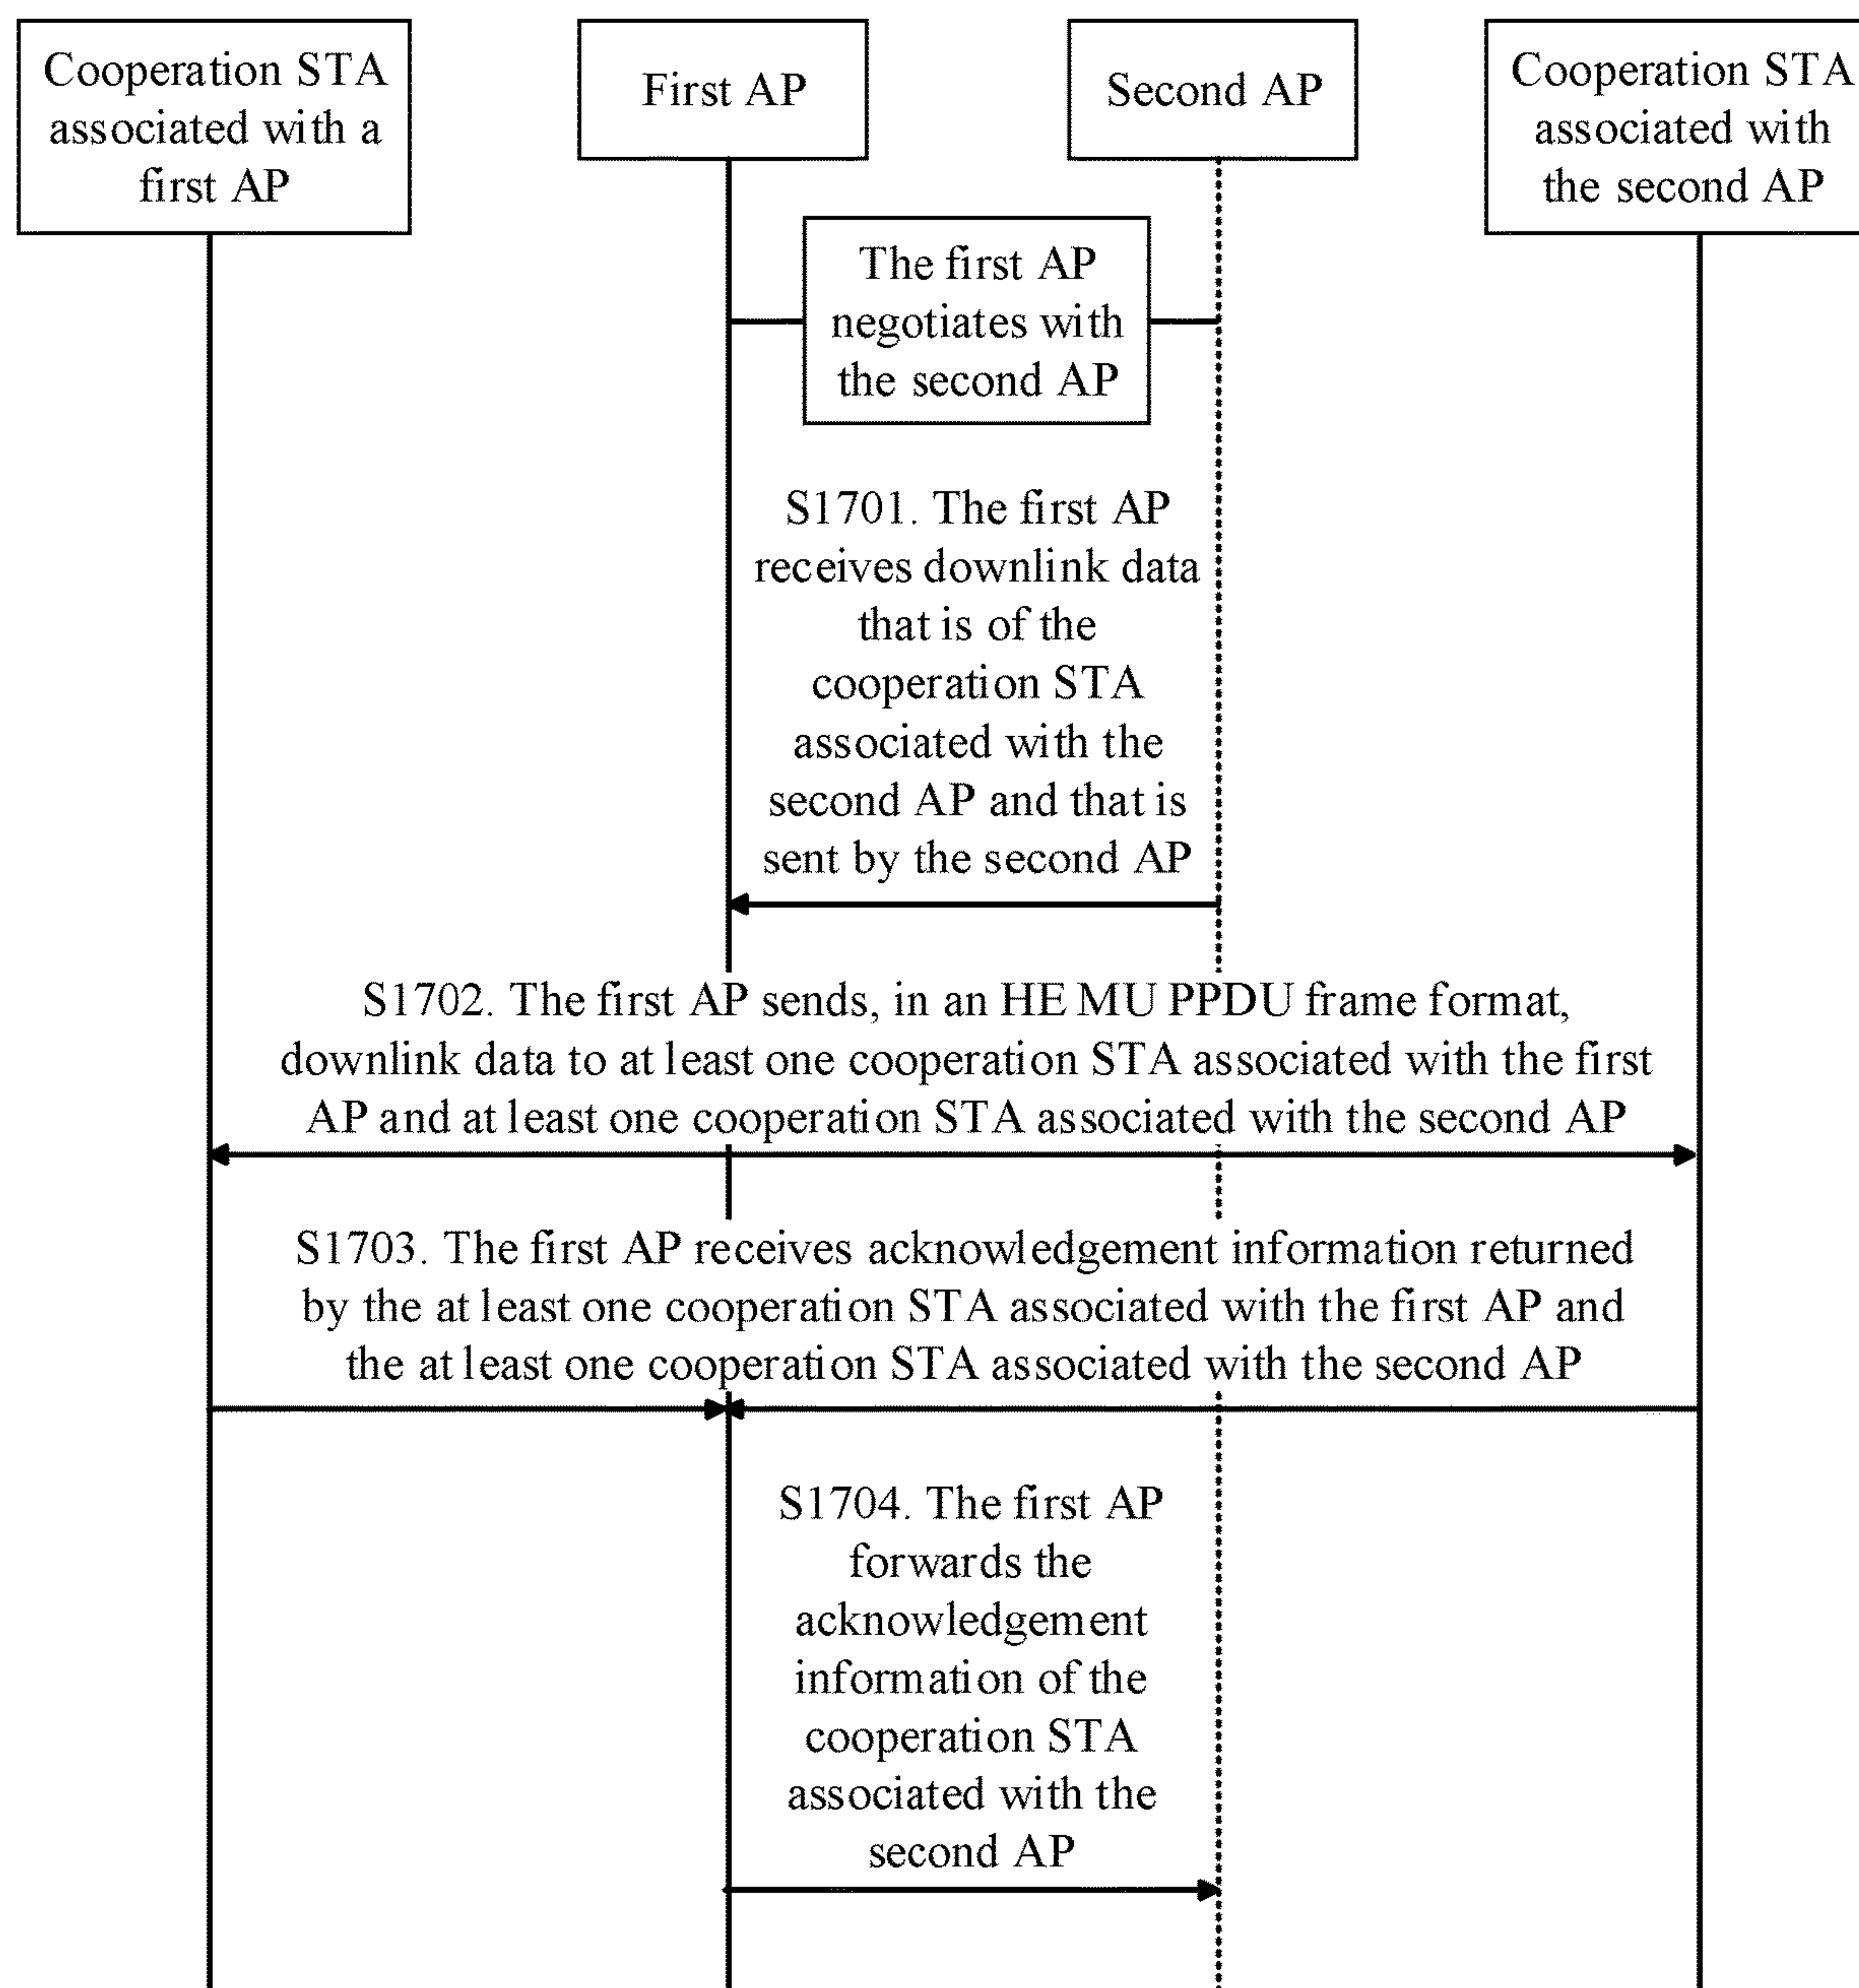 Cooperation STA
associated with a
first AP
First AP
Second AP
Cooperation STA
associated with
the second AP
The first AP
negotiates with
the second AP
S1701. The first AP
receives downlink data
that is of the
cooperation STA
associated with the
second AP and that is
sent by the second AP
S1702. The first AP sends, in an HE MU PPDU frame format,
downlink data to at least one cooperation STA associated with the first
AP and at least one cooperation STA associated with the second AP
S1703. The first AP receives acknowledgement information returned
by the at least one cooperation STA associated with the first AP and
the at least one cooperation STA associated with the second AP
S1704. The first AP
forwards the
acknowledgement
information of the
cooperation STA
associated with the
second AP